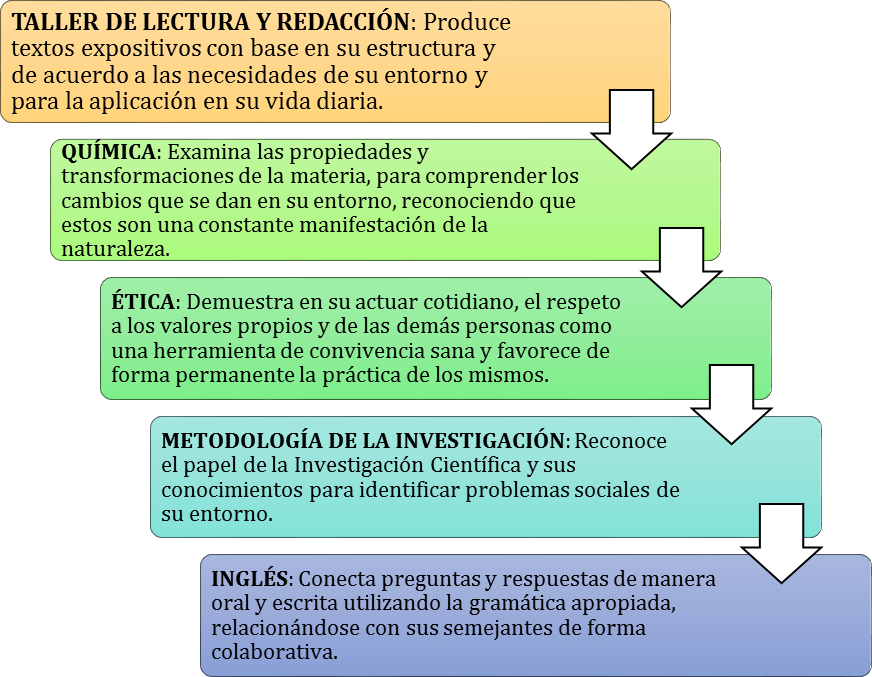 TALLER DE LECTURA Y REDACCIÓN: Produce
textos expositivos con base en su estructura y
de acuerdo a las necesidades de su entorno y
para la aplicación en su vida diaria.
QUÍMICA: Examina las propiedades y
transformaciones de la materia, para comprender los
cambios que se dan en su entorno, reconociendo que
estos son una constante manifestación de la
naturaleza.
ÉTICA: Demuestra en su actuar cotidiano, el respeto
a los valores propios y de las demás personas como
una herramienta de convivencia sana y favorece de
forma permanente la práctica de los mismos.
METODOLOGÍA DE LA INVESTIGACIÓN: Reconoce
el papel de la Investigación Científica y sus
conocimientos para identificar problemas sociales de
su entorno.
INGLÉS: Conecta preguntas y respuestas de manera
oral y escrita utilizando la gramática apropiada,
relacionándose con sus semejantes de forma
colaborativa.